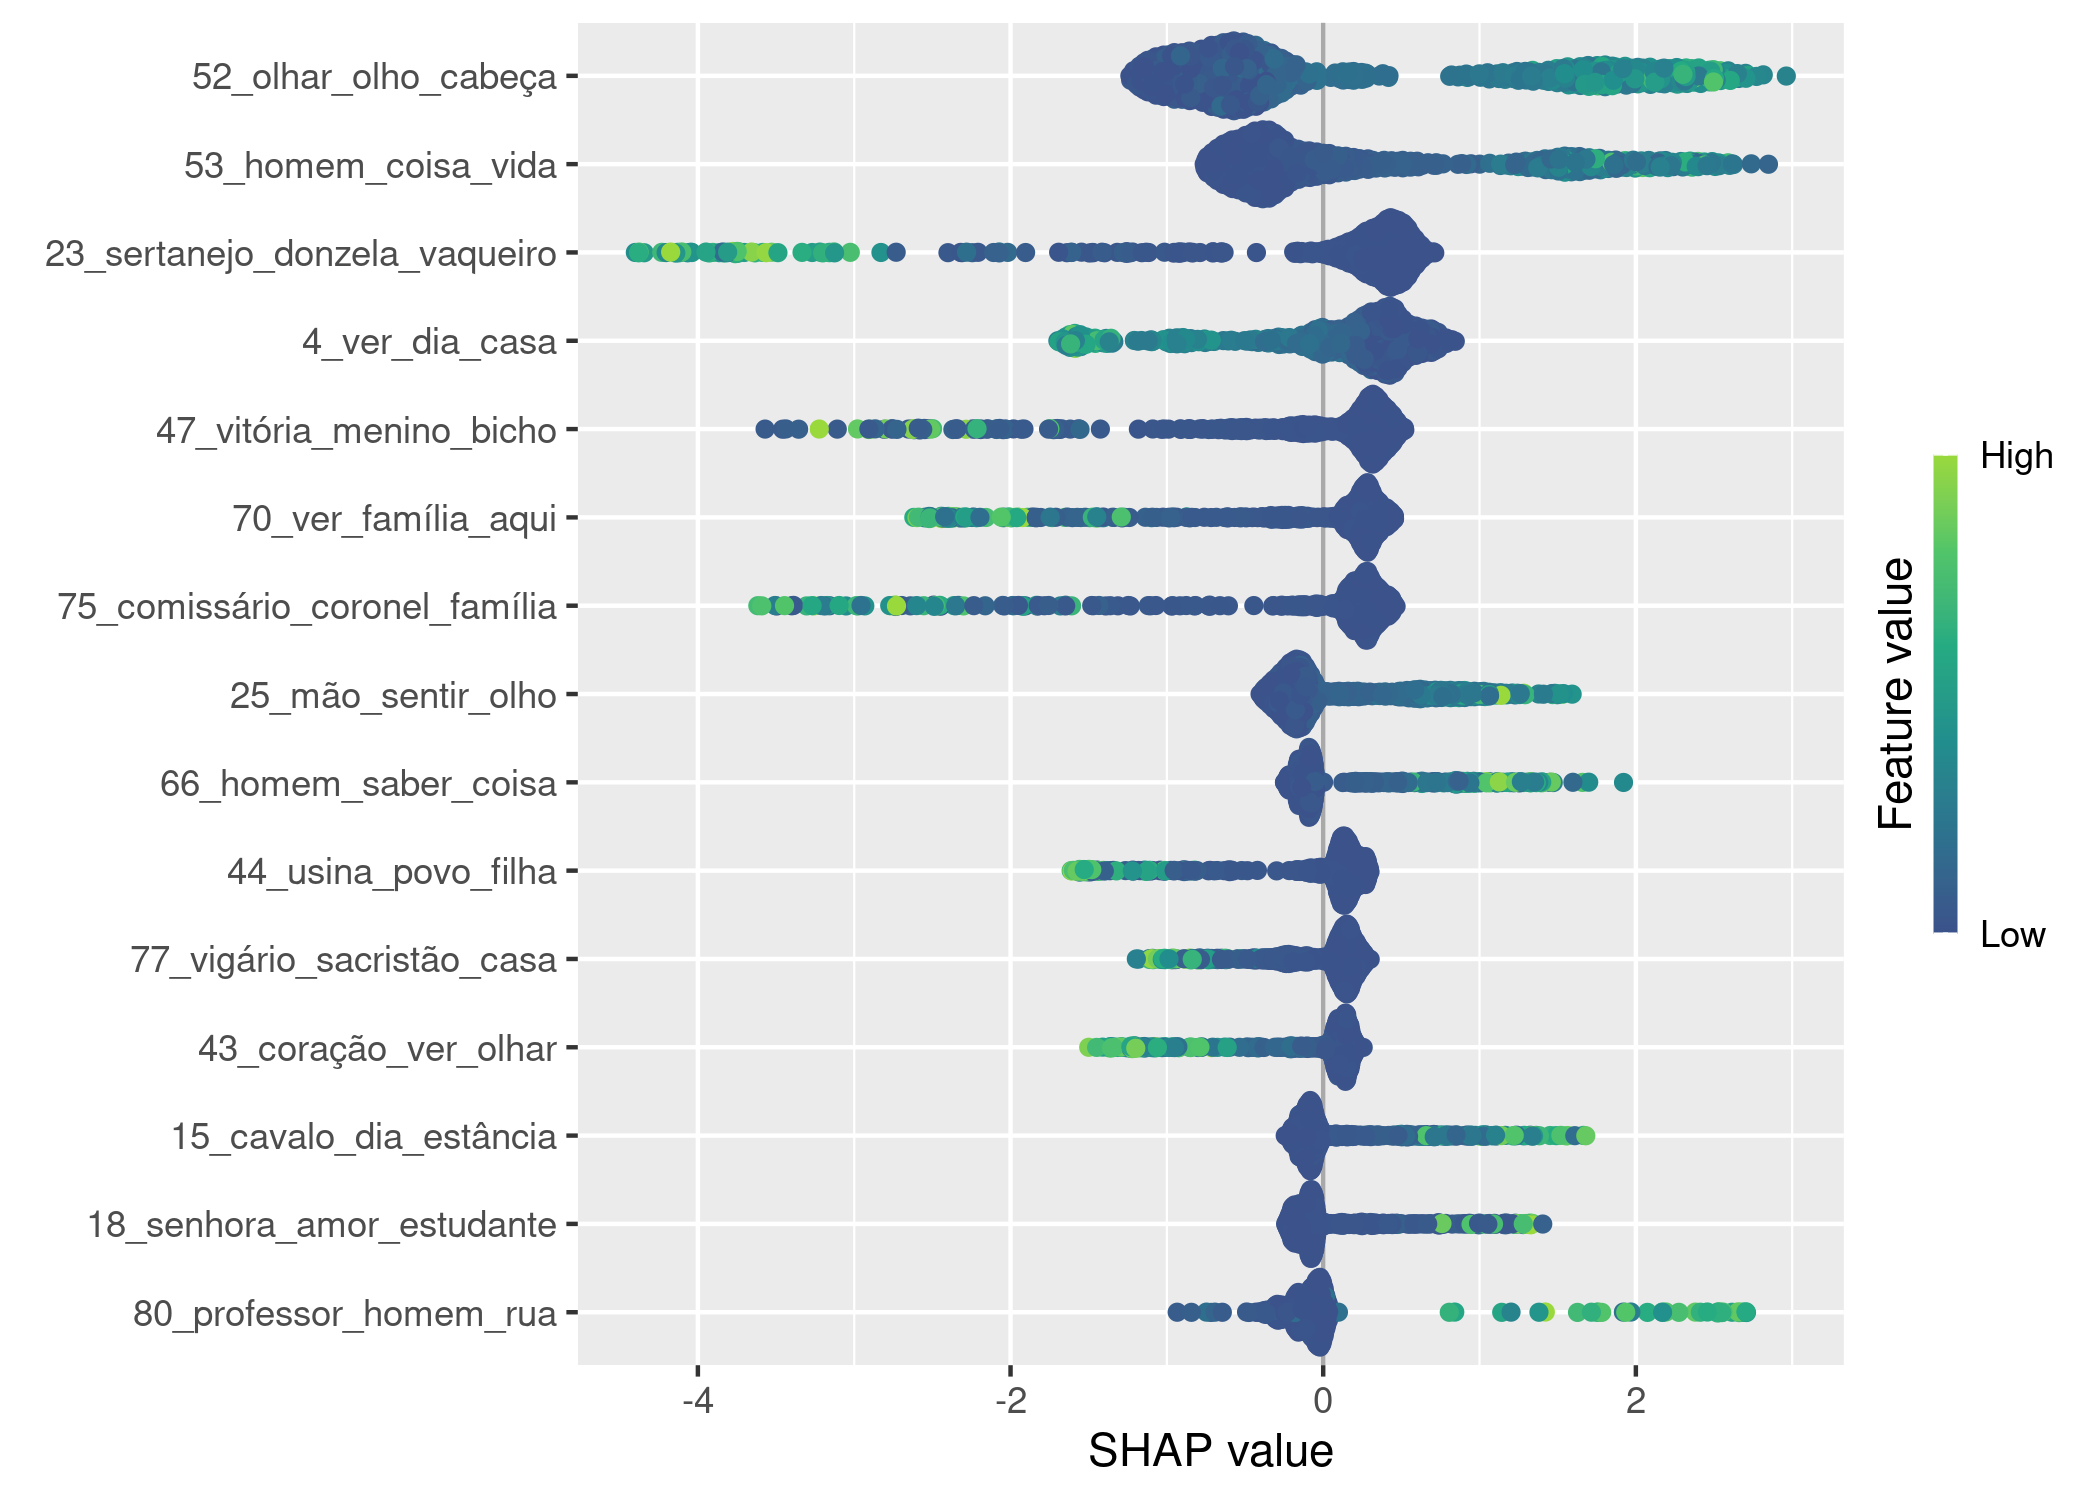 52_olhar_olho_cabeça
53_homem_coisa_vida
23_sertanejo_donzela_vaqueiro
4_ver_dia_casa
47_vitória_menino_bicho
70_ver_família_aqui
75_comissário_coronel_família
25_mão_sentir_olho
66_homem_saber_coisa
44_usina_povo_filha
77_vigário_sacristão_casa
43_coração_ver_olhar
15_cavalo_dia_estância
18_senhora_amor_estudante
80_professor_homem_rua
-4 -2 0 2
SHAP value
Feature value
High
Low